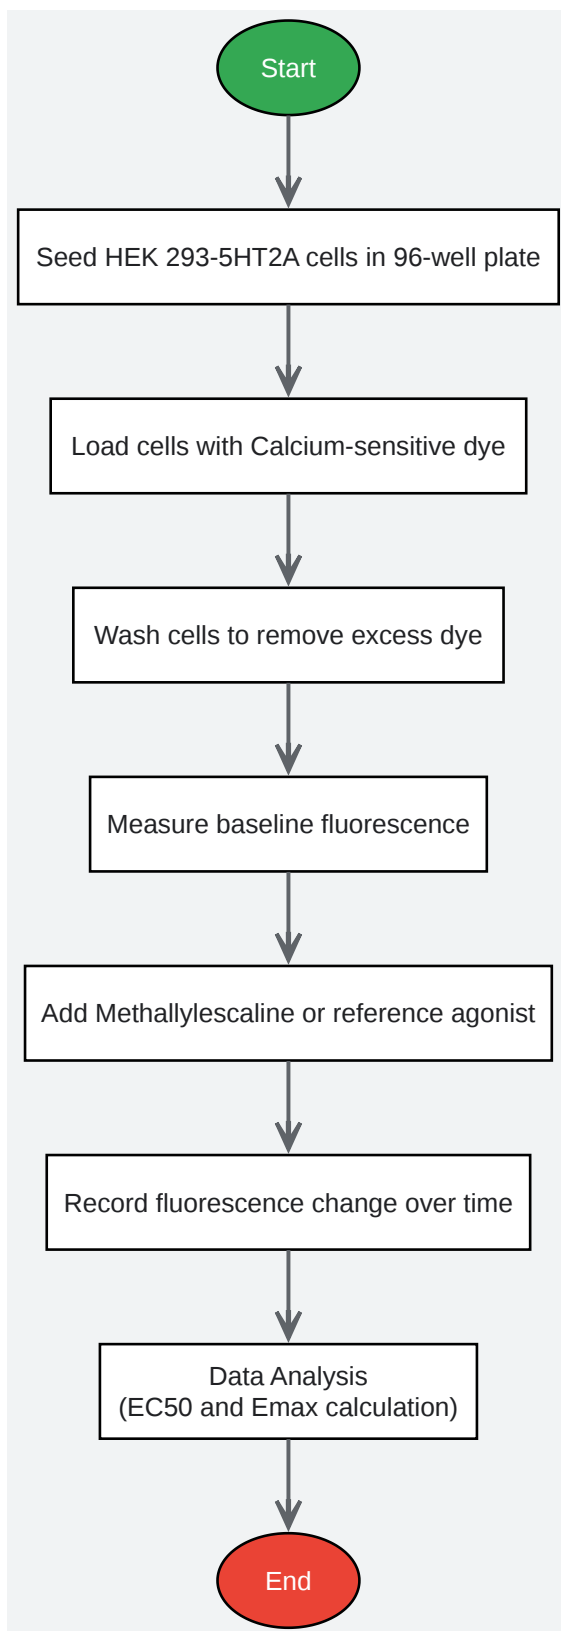 Start
Seed HEK 293-5HT2A cells in 96-well plate
Load cells with Calcium-sensitive dye
Wash cells to remove excess dye
Measure baseline fluorescence
Add Methallylescaline or reference agonist
Record fluorescence change over time
Data Analysis
(EC50 and Emax calculation)
End